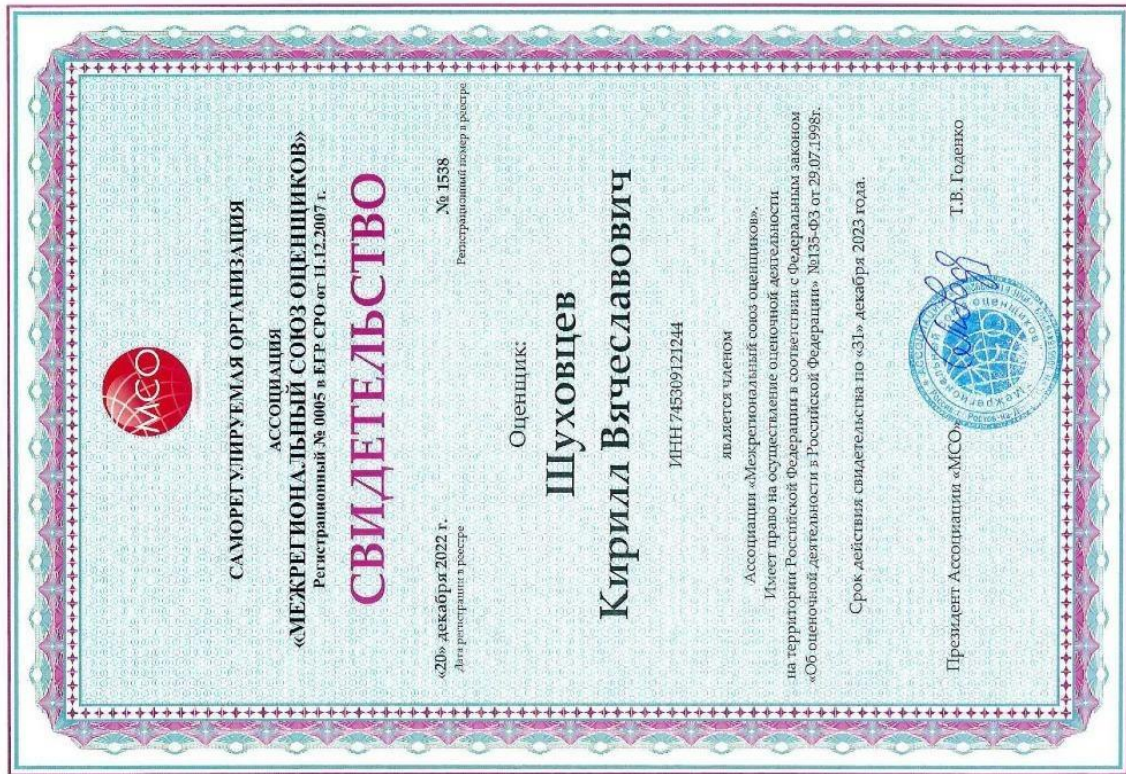 МСО
САМОРЕГУЛИРУЕМАЯ ОРГАНИЗАЦИЯ
АССОЦИАЦИЯ
«МЕЖРЕГИОНАЛЬНЫЙ СОЮЗ ОЦЕНЩИКОВ»
Регистрационный № 0005 в ЕГР СРО от 11.12.2007 г.
СВИДЕТЕЛЬСТВО
«20» декабря 2022 г.
Дата регистрации в реестре
№ 1538
Регистрационный номер в реестре
Оценщик:
Шуховцев
Кирилл Вячеславович
ИНН 745309121244
является членом
Ассоциации «Межрегиональный союз оценщиков».
Имеет право на осуществление оценочной деятельности
на территории Российской Федерации в соответствии с Федеральным законом
«Об оценочной деятельности в Российской Федерации» №135-ФЗ от 29.07.1998г.
Срок действия свидетельства по «31» декабря 2023 года.
Президент Ассоциации «МСО»
Т.В. Годенко